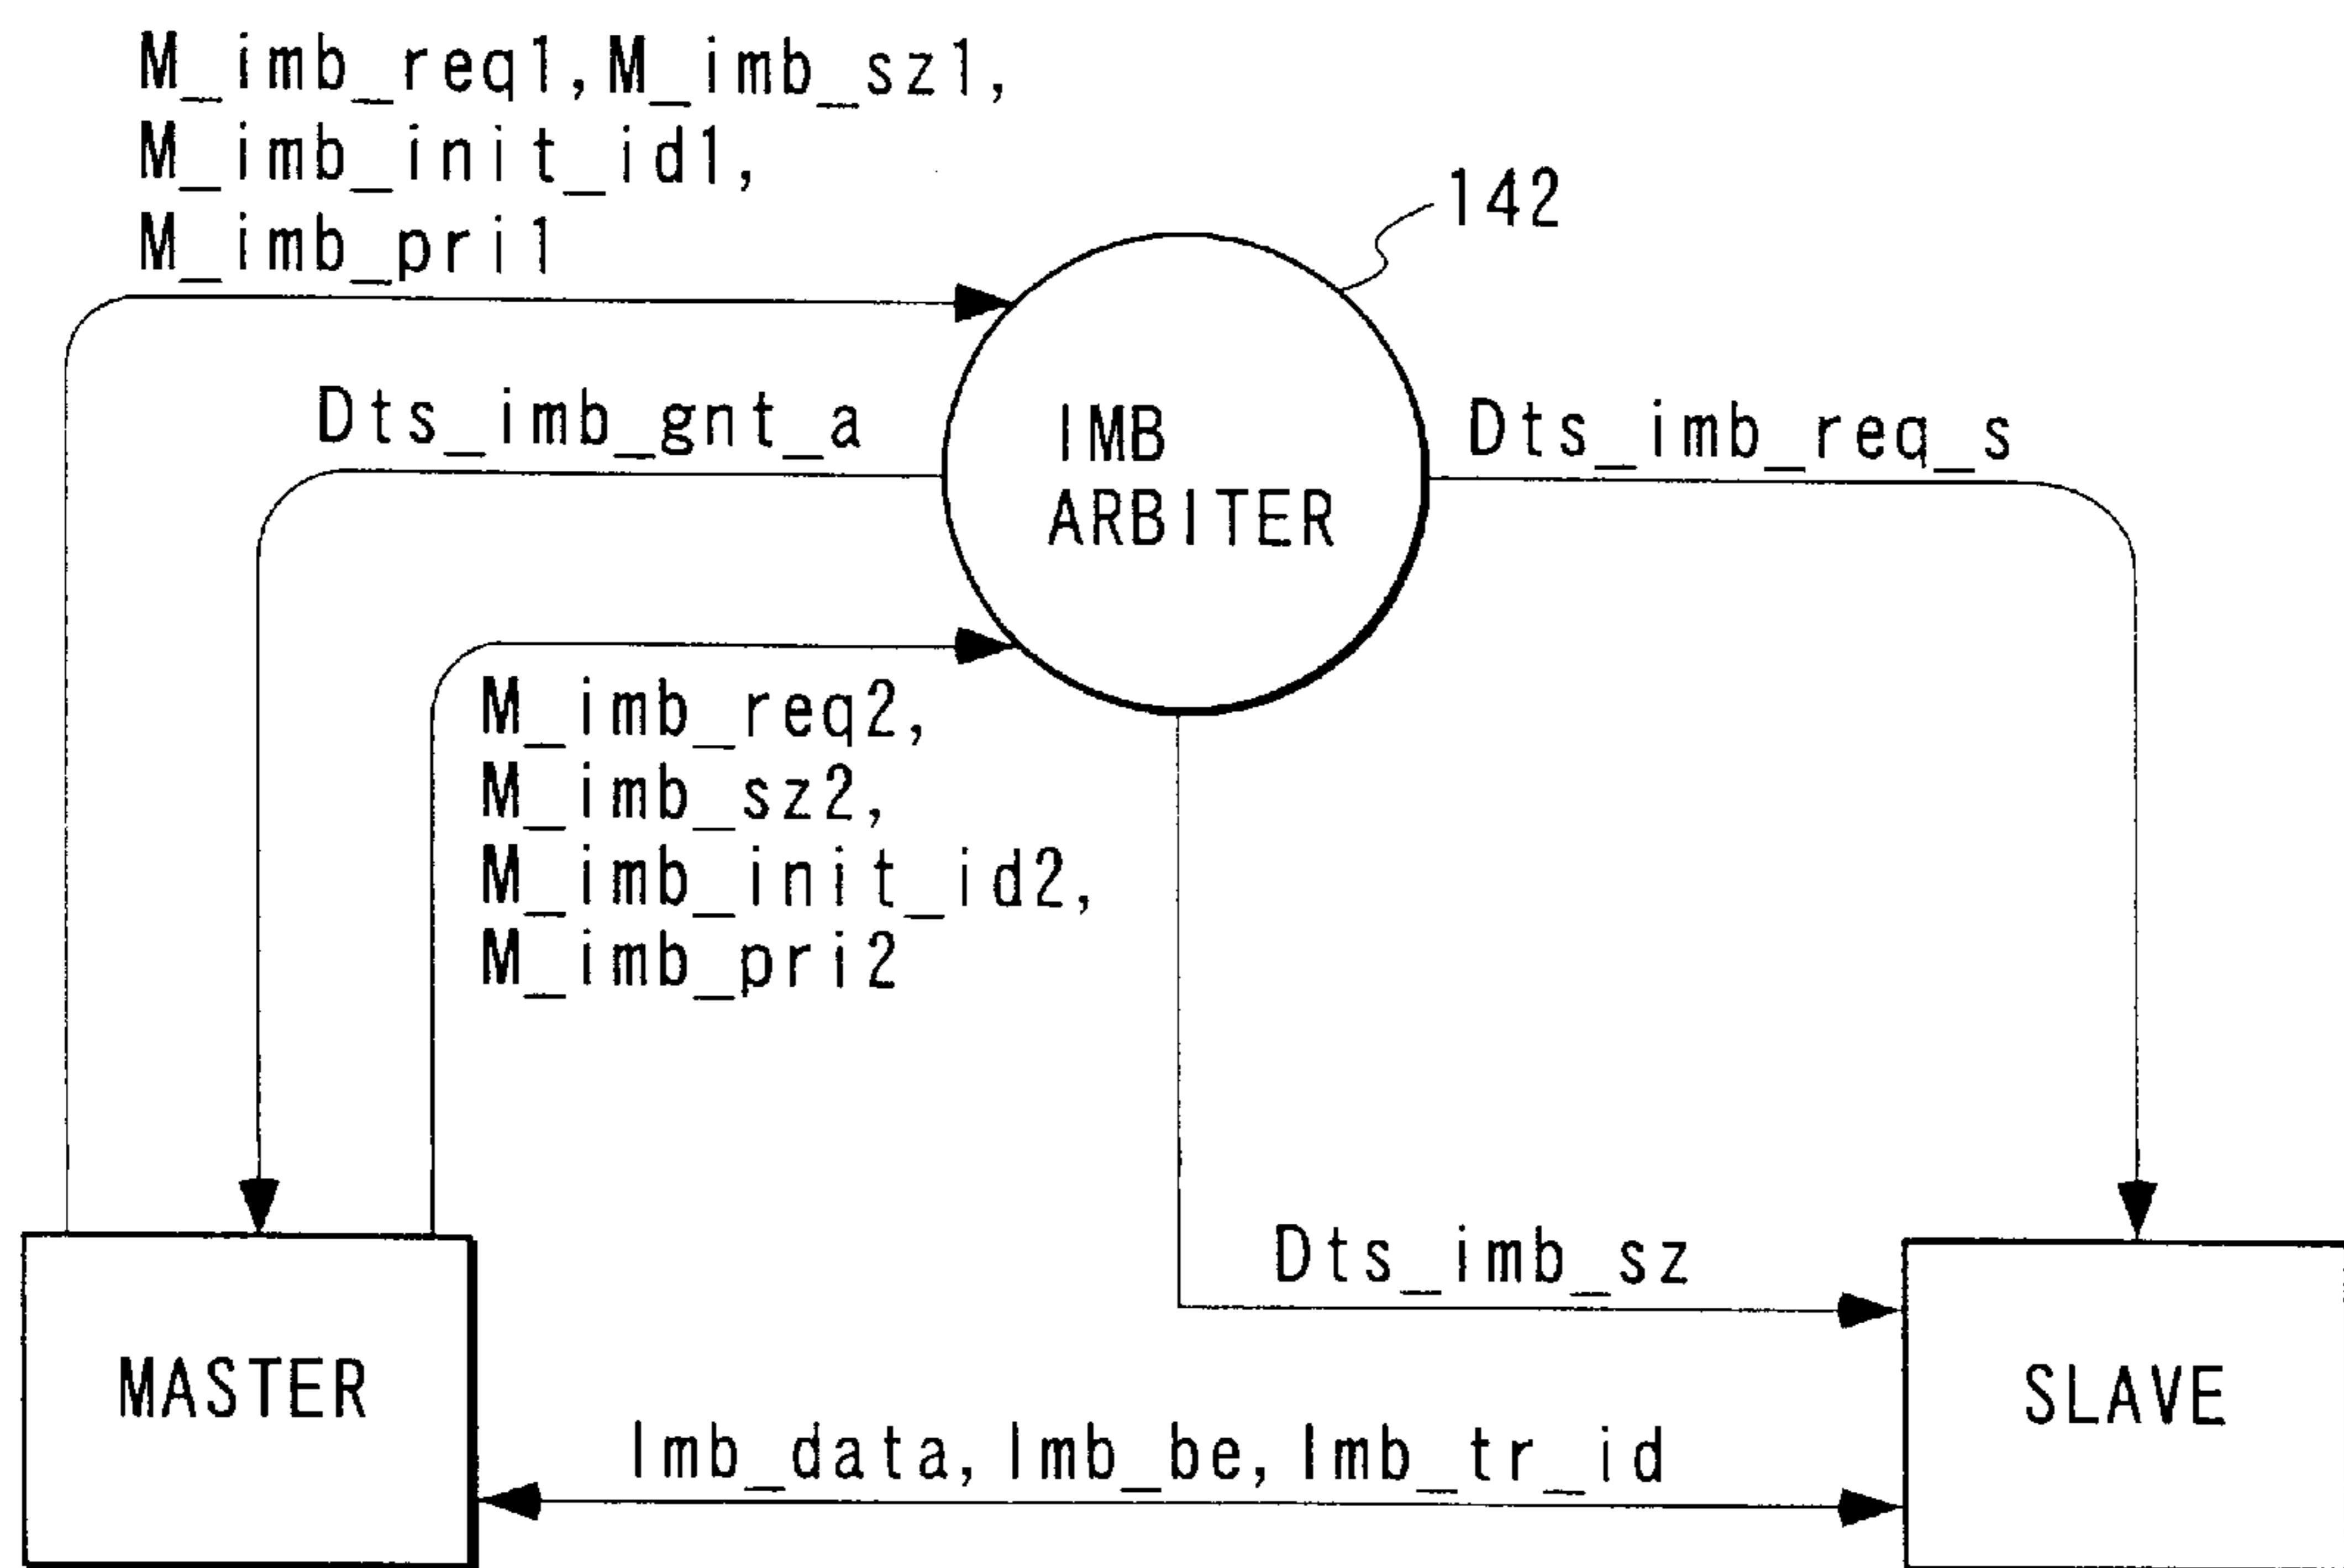 M_imb_req1,M_imb_sz1,
M_imb_init_id1,
M_imb_pri1
142
Dts_imb_gnt_a
IMB
ARBITER
Dts_imb_req_s
M_imb_req2,
M_imb_sz2,
M_imb_init_id2,
M_imb_pri2
Dts_imb_sz
MASTER
SLAVE
Imb_data,Imb_be,Imb_tr_id